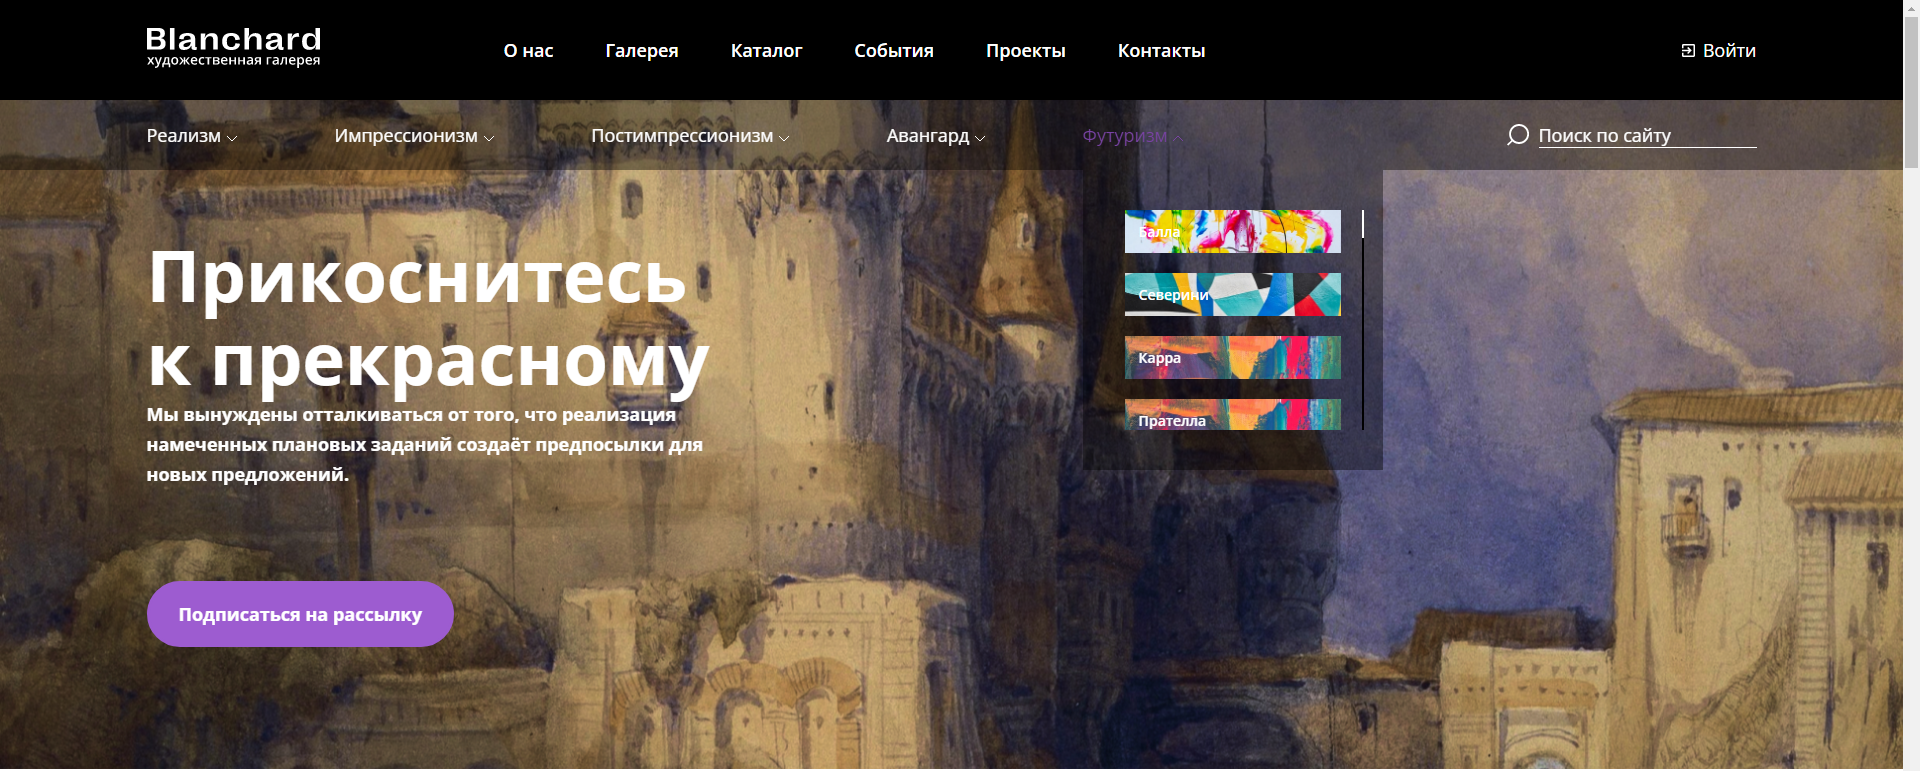 Blanchard
художественная галерея
О нас
Галерея
Каталог
События
Проекты
Контакты
Войти
Реализм
Импрессионизм
Постимпрессионизм
Авангард
Футуризм
Поиск по сайту
Балла
Северини
Карра
Прателла
Прикоснитесь
к прекрасному
Мы вынуждены отталкиваться от того, что реализация
намеченных плановых заданий создаёт предпосылки для
новых предложений.
Подписаться на рассылку